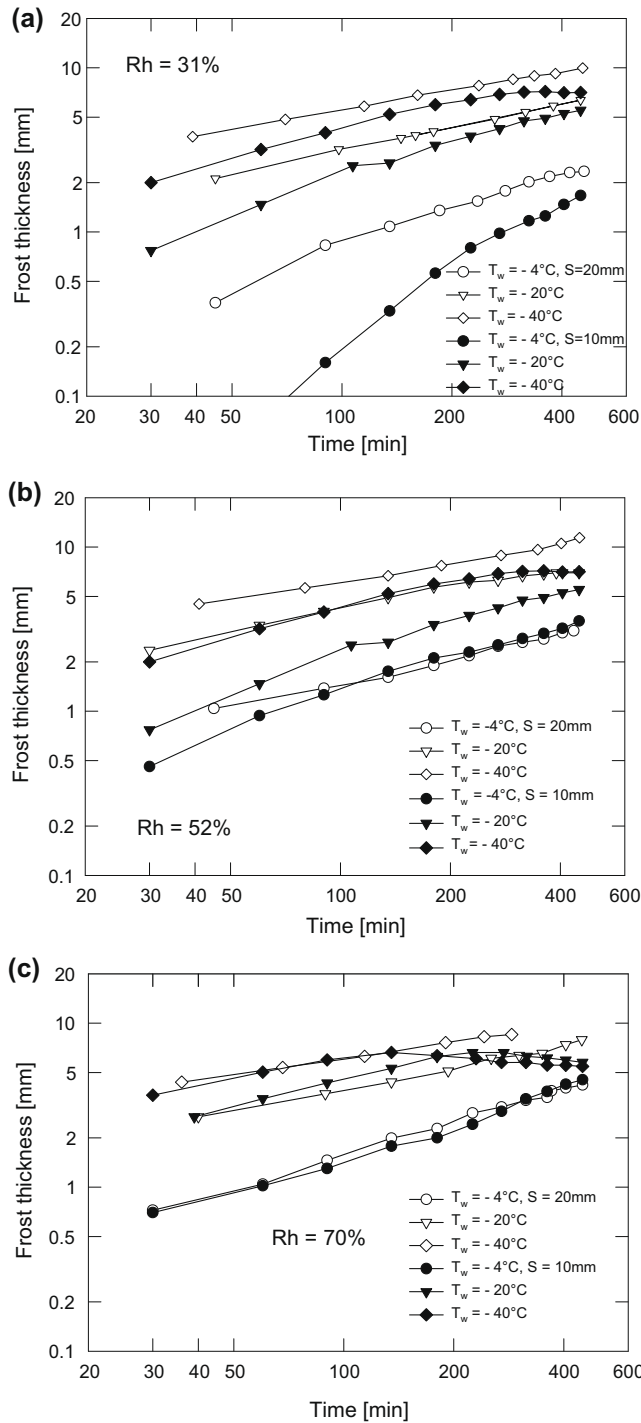 (a)
20
Rh = 31%
10
5
2
1
0.5
0.2
0.1
Frost thickness [mm]
T_w = - 4°C, S=20mm
T_w = - 20°C
T_w = - 40°C
T_w = - 4°C, S=10mm
T_w = - 20°C
T_w = - 40°C
20 30 40 50 100 200 400 600
Time [min]
(b)
20
10
5
2
1
0.5
0.2
0.1
Frost thickness [mm]
T_w = -4°C, S = 20mm
T_w = - 20°C
T_w = - 40°C
T_w = -4°C, S = 10mm
T_w = - 20°C
T_w = - 40°C
Rh = 52%
20 30 40 50 100 200 400 600
Time [min]
(c)
20
10
5
2
1
0.5
0.2
0.1
Frost thickness [mm]
T_w = - 4°C, S = 20mm
T_w = - 20°C
T_w = - 40°C
T_w = - 4°C, S = 10mm
T_w = - 20°C
T_w = - 40°C
Rh = 70%
20 30 40 50 100 200 400 600
Time [min]